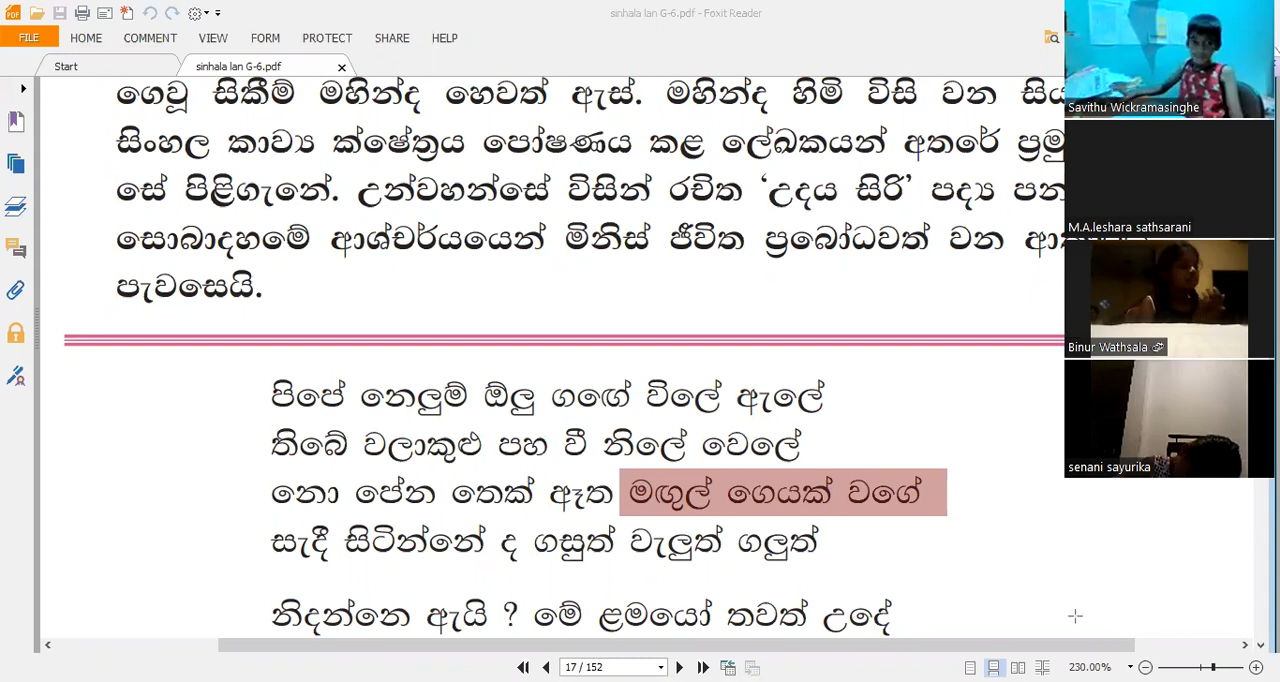 sinhala lan G-6.pdf - Foxit Reader
FILE HOME COMMENT VIEW FORM PROTECT SHARE HELP
Start sinhala lan G-6.pdf
ගෙවූ සිකීම් මහින්ද හෙවත් ඇස්. මහින්ද හිමි විසි වන සිය
සිංහල කාව්‍ය ක්ෂේත්‍රය පෝෂණය කළ ලේඛකයන් අතරේ ප්‍රමු
සේ පිළිගැනේ. උන්වහන්සේ විසින් රචිත ‘උදය සිරි’ පද්‍ය පන
සොබාදහමේ ආශ්චර්යයෙන් මිනිස් ජීවිත ප්‍රබෝධවත් වන
පැවසෙයි.
පිපේ නෙලුම් ඕලු ගඟේ විලේ ඇලේ
තිබේ වලාකුළු පහ වී නිලේ වෙලේ
නො පේන තෙක් ඈත මඟුල් ගෙයක් වගේ
සැදී සිටින්නේ ද ගසුත් වැලුත් ගලුත්
නිදන්නෙ ඇයි ? මේ ළමයෝ තවත් උදේ
17 / 152
230.00%
Savithu Wickramasinghe
M.A.leshara sathsarani
Binur Wathsala
senani sayurika